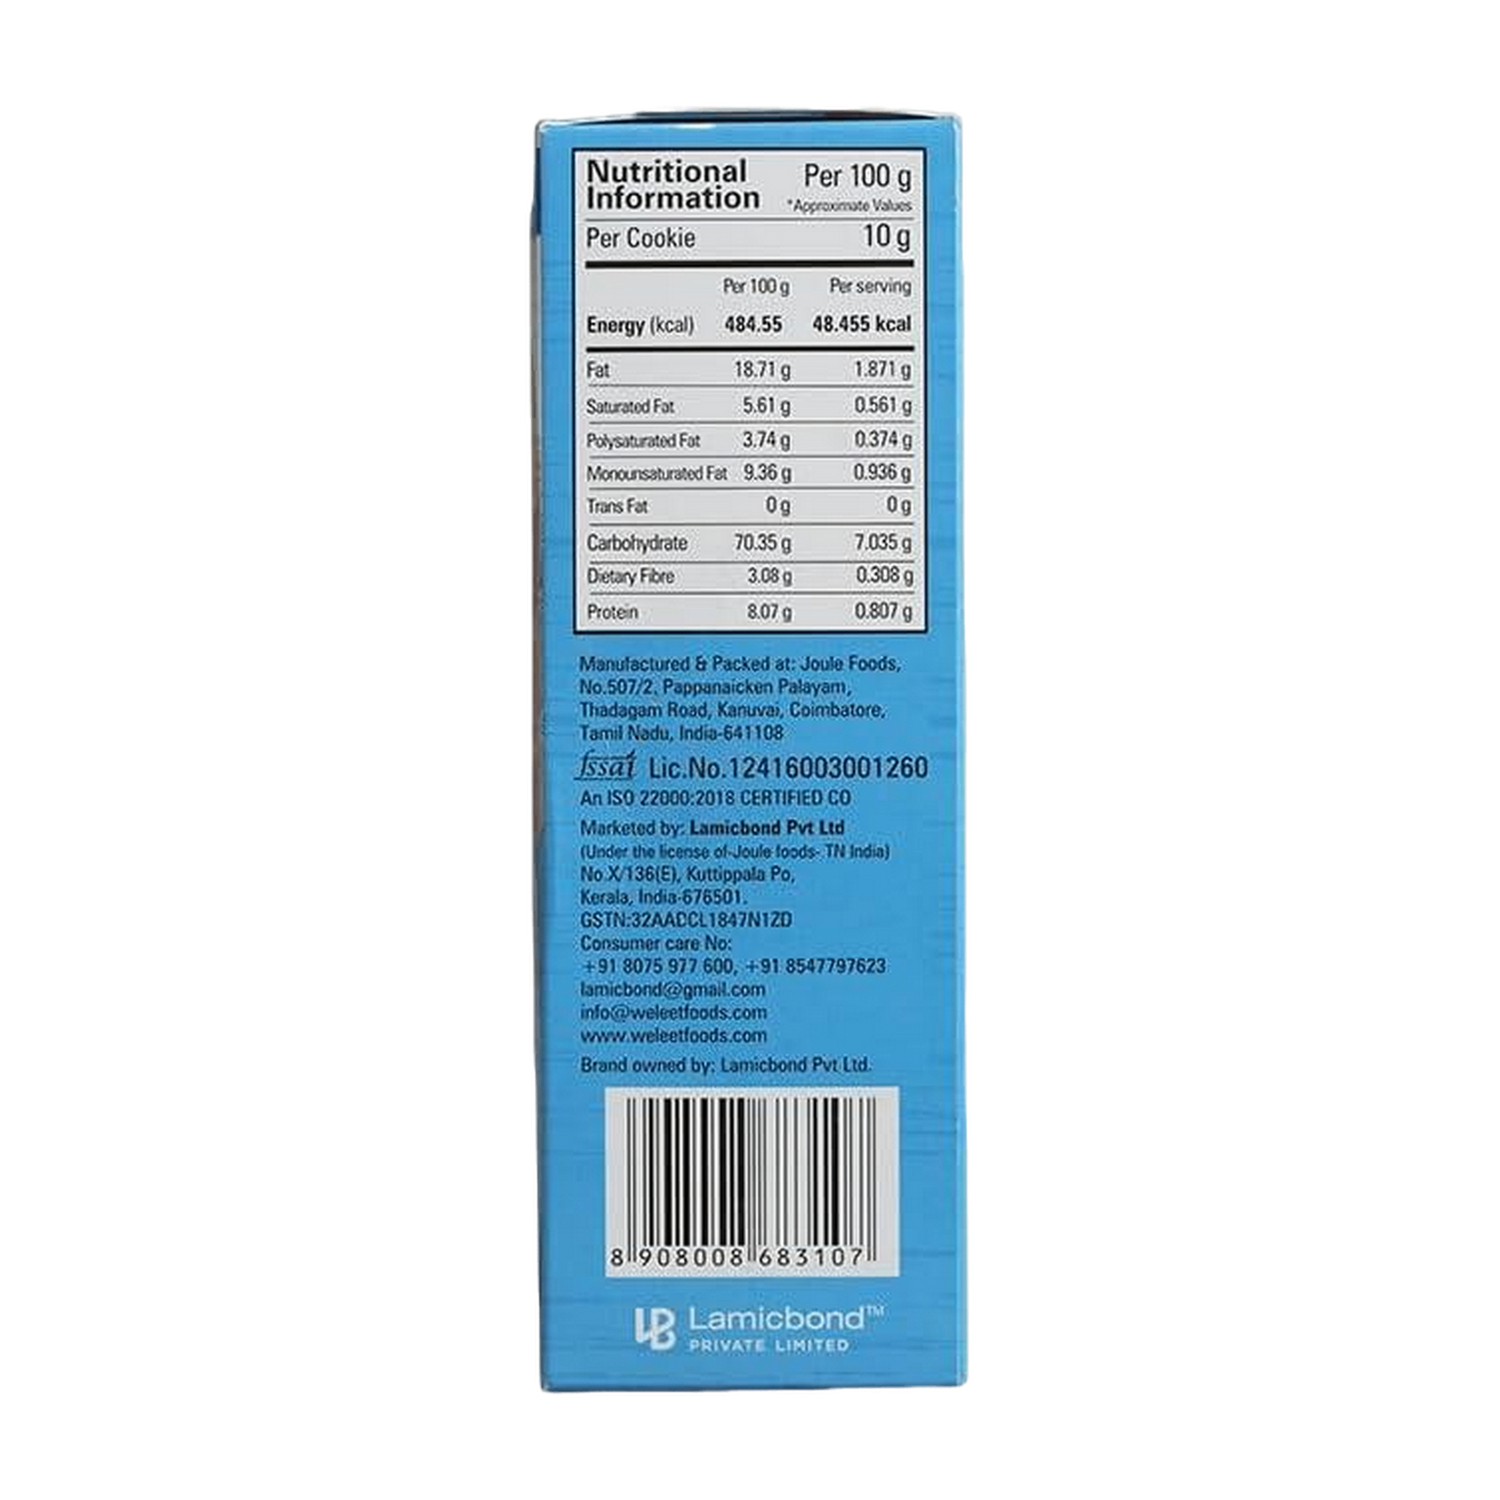 Nutritional Information Per 100 g
*Approximate Values
Per Cookie 10 g
Per 100 g Per serving
Energy (kcal) 484.55 48.455 kcal
Fat 18.71 g 1.871 g
Saturated Fat 5.61 g 0.561 g
Polysaturated Fat 3.74 g 0.374 g
Monounsaturated Fat 9.36 g 0.936 g
Trans Fat 0 g 0 g
Carbohydrate 70.35 g 7.035 g
Dietary Fibre 3.08 g 0.308 g
Protein 8.07 g 0.807 g
Manufactured & Packed at: Joule Foods,
No.507/2, Pappanaicken Palayam,
Thadagam Road, Kanuvai, Coimbatore,
Tamil Nadu, India-641108
fssai Lic.No.12416003001260
An ISO 22000:2018 CERTIFIED CO
Marketed by: Lamicbond Pvt Ltd
(Under the license of-Joule foods- TN India)
No.X/136(E), Kuttippala Po,
Kerala, India-676501.
GSTN:32AADCL1847N1ZD
Consumer care No:
+91 8075 977 600, +91 8547797623
lamicbond@gmail.com
info@weleetfoods.com
www.weleetfoods.com
Brand owned by: Lamicbond Pvt Ltd.
8 908008 683107
LB Lamicbond™
PRIVATE LIMITED